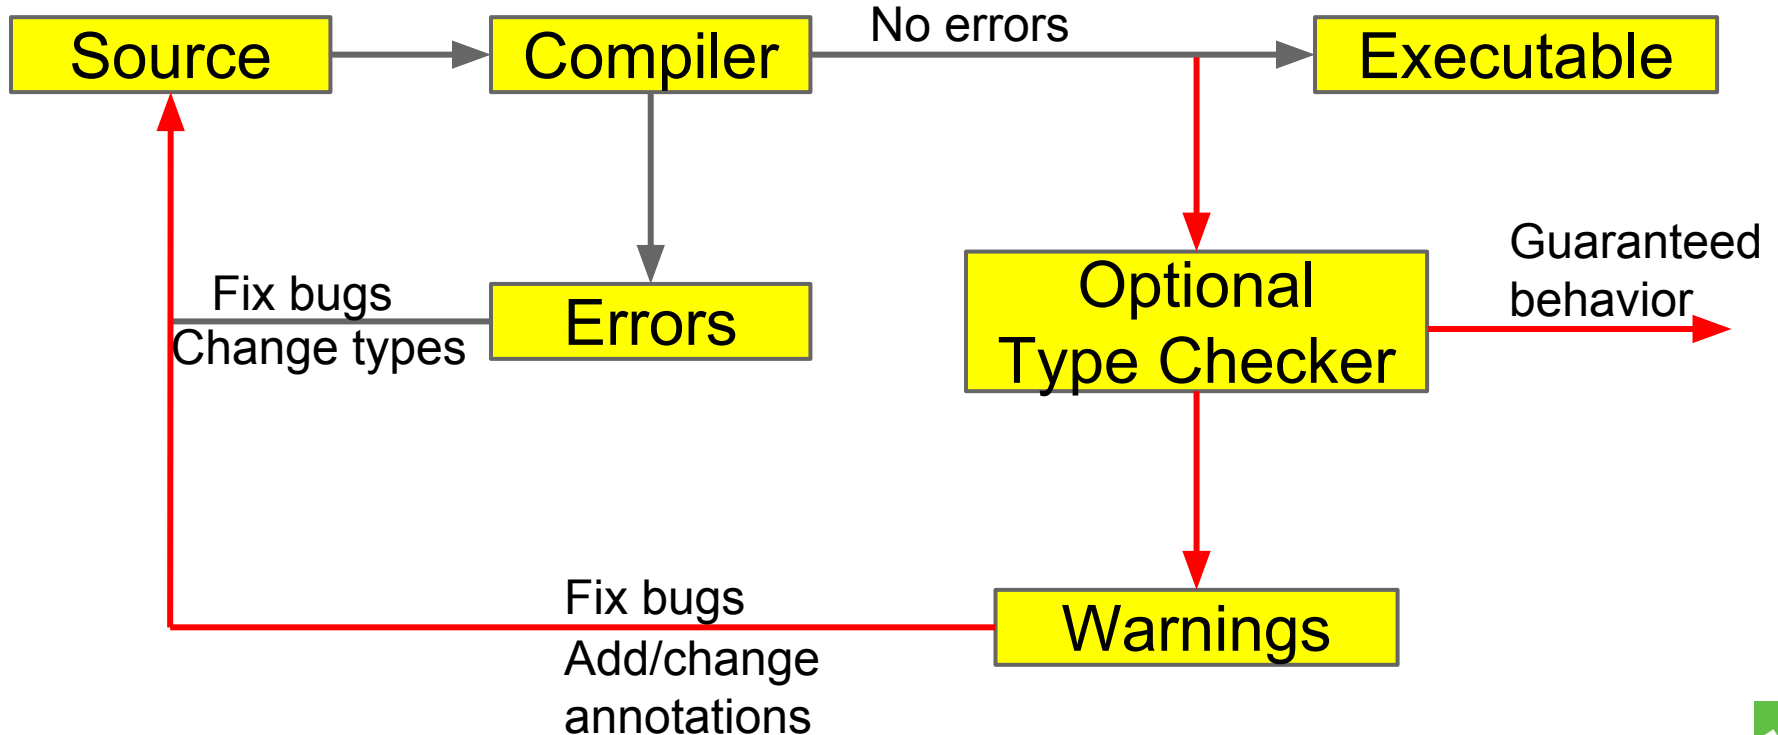 Source
Compiler
No errors
Executable
Fix bugs
Change types
Errors
Optional
Type Checker
Guaranteed
behavior
Fix bugs
Add/change
annotations
Warnings